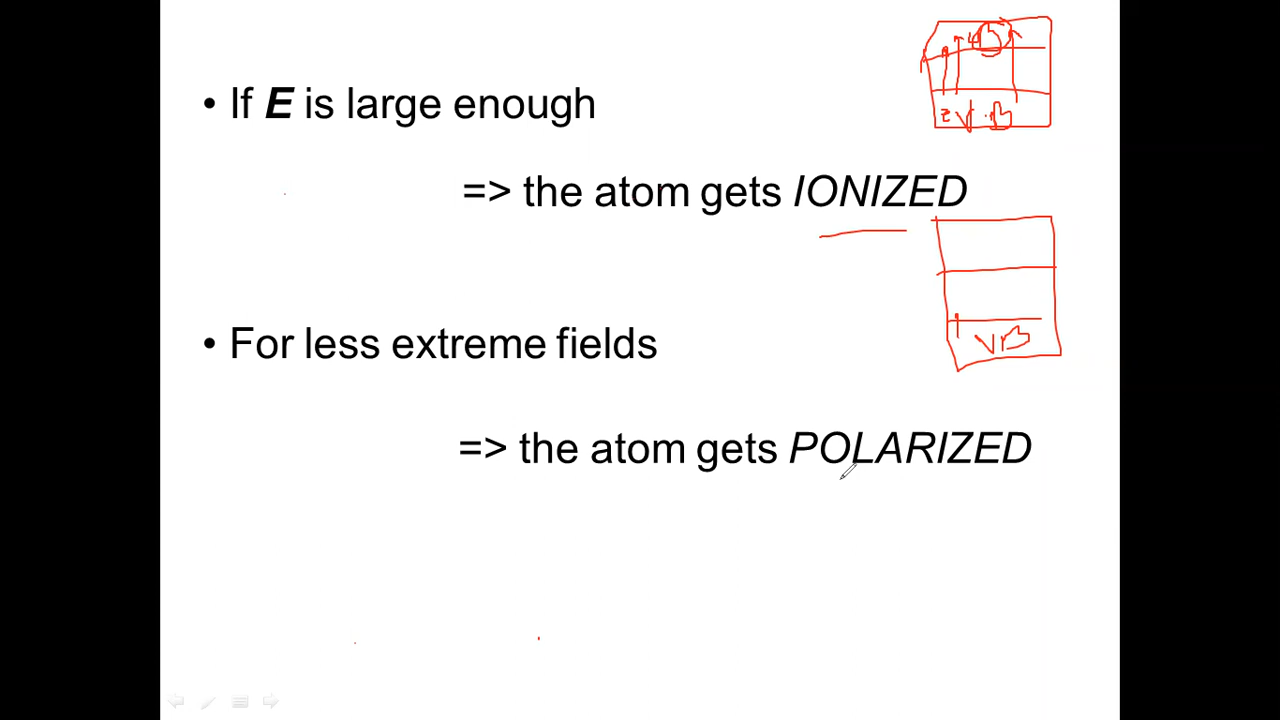 • If E is large enough
=> the atom gets IONIZED
• For less extreme fields
=> the atom gets POLARIZED